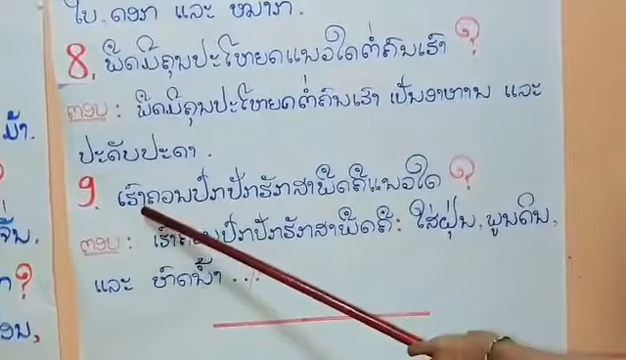 ໃບ, ດອກ ແລະ ໝາກ.
8. ພືດມີຄຸນປະໂຫຍດແນວໃດຕໍ່ຄົນເຮົາ ?
ຕອບ : ພືດມີຄຸນປະໂຫຍດຕໍ່ຄົນເຮົາ ເປັນອາຫານ ແລະ
ປະດັບປະດາ.
9. ເຮົາຄວນປົກປັກຮັກສາພືດຄືແນວໃດ ?
ຕອບ : ເຮົາຄວນປົກປັກຮັກສາພືດຄື: ໃສ່ຝຸ່ນ, ພູນດິນ,
ແລະ ຫົດນ້ຳ ....